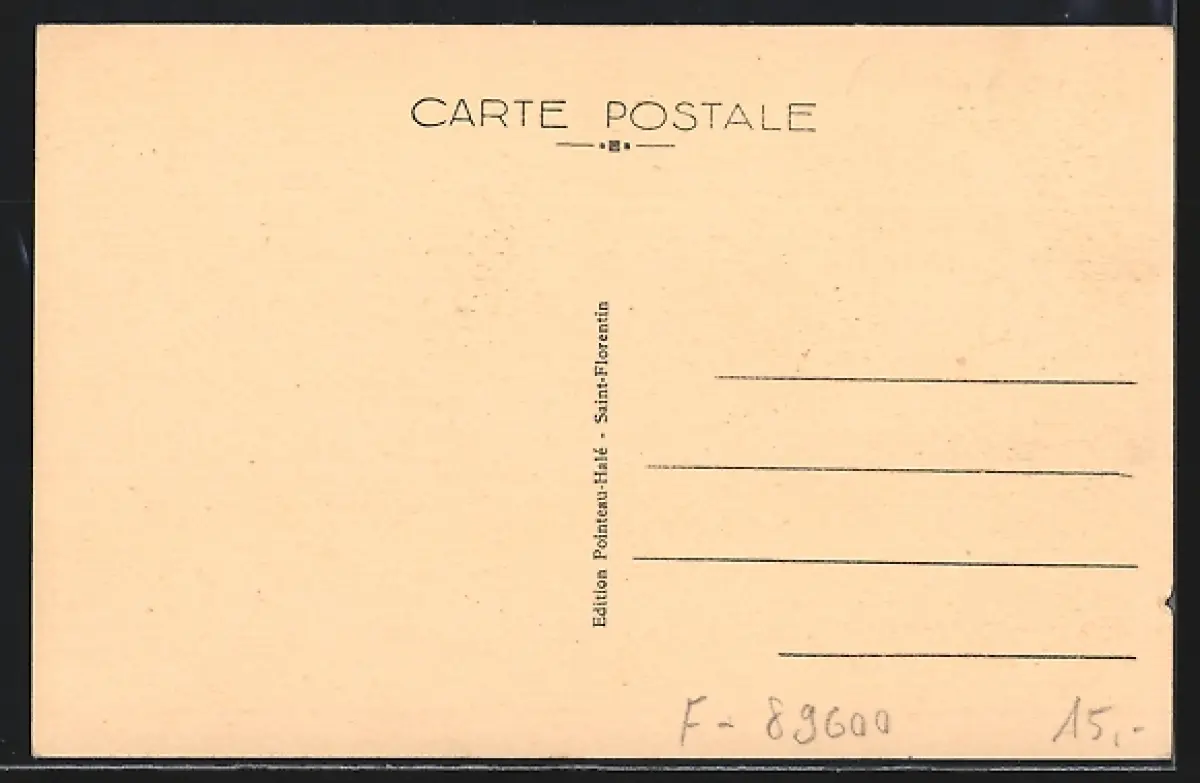 CARTE POSTALE
Edition Pointeau-Halé - Saint-Florentin
F - 89600
15,-